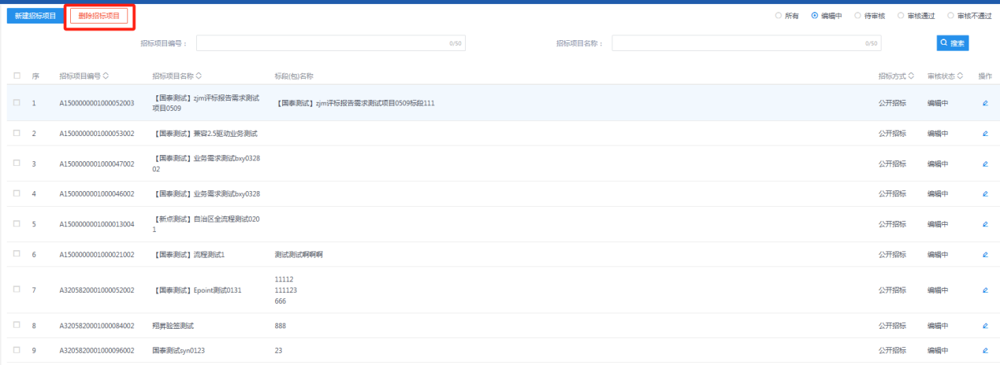 新建招标项目 删除招标项目 所有 编辑中 待审核 审核通过 审核不通过
招标项目编号： 0/50 招标项目名称： 0/50 搜索
序 招标项目编号 招标项目名称 标段(包)名称 招标方式 审核状态 操作
1 A1500000001000052003 【国泰测试】zjm评标报告需求测试 【国泰测试】zjm评标报告需求测试项目0509标段111 公开招标 编辑中
项目0509
2 A1500000001000053002 【国泰测试】兼容2.5驱动业务测试 公开招标 编辑中
3 A1500000001000047002 【国泰测试】业务需求测试bxy0328 公开招标 编辑中
02
4 A1500000001000046002 【国泰测试】业务需求测试bxy0328 公开招标 编辑中
5 A1500000001000013004 【新点测试】自治区全流程测试020 公开招标 编辑中
1
6 A1500000001000021002 【国泰测试】流程测试1 测试测试啊啊啊 公开招标 编辑中
11112
7 A3205820001000052002 【国泰测试】Epoint测试0131 111123 公开招标 编辑中
666
8 A3205820001000084002 翔昇验签测试 888 公开招标 编辑中
9 A3205820001000096002 国泰测试syn0123 23 公开招标 编辑中